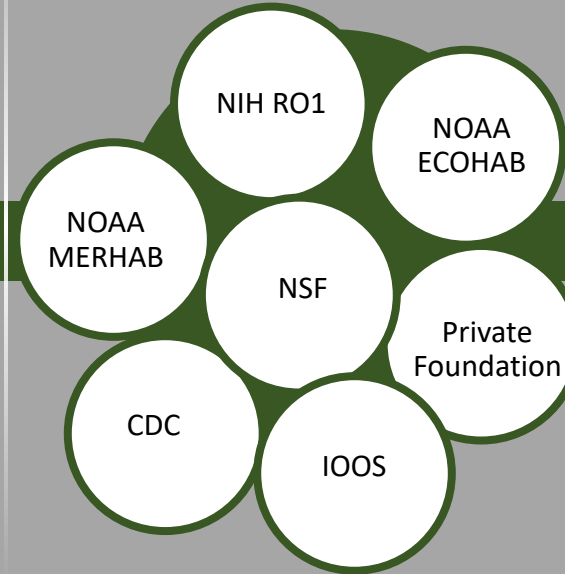 NIH RO1
NOAA
ECOHAB
NOAA
MERHAB
NSF
Private
Foundation
CDC
IOOS